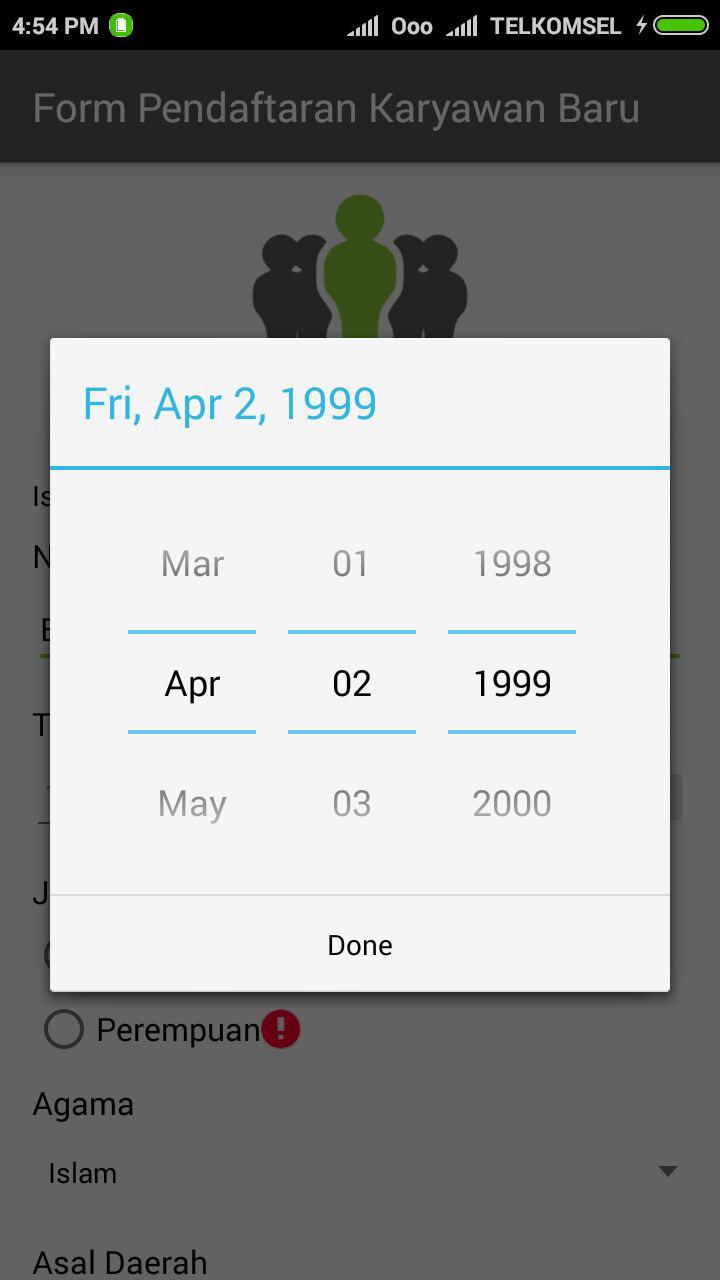 4:54 PM Ooo TELKOMSEL
Form Pendaftaran Karyawan Baru
Fri, Apr 2, 1999
Mar 01 1998
Apr 02 1999
May 03 2000
Done
Perempuan
Agama
Islam
Asal Daerah